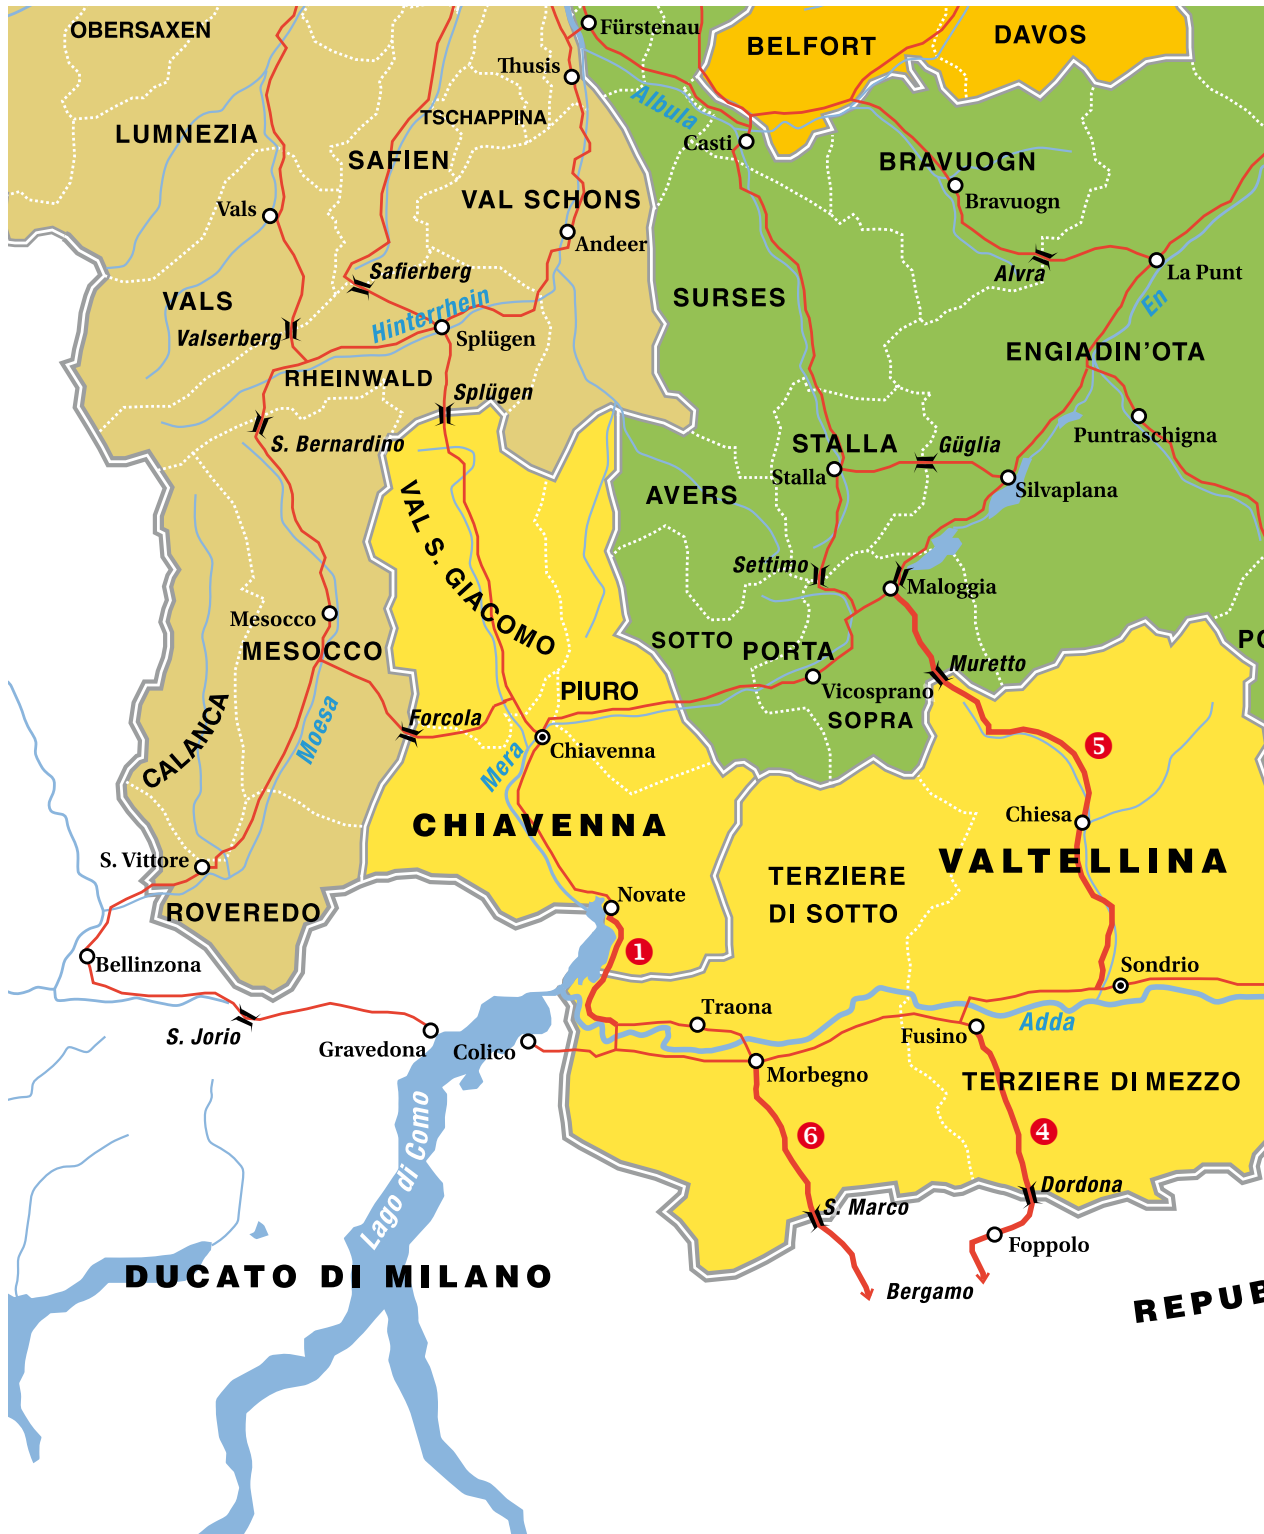 OBERSAXEN
Fürstenau
BELFORT
DAVOS
Thusis
Albula
TSCHAPPINA
LUMNEZIA
SAFIEN
Casti
BRAVUOGN
Bravuogn
VAL SCHONS
Vals
Andeer
Alvra
La Punt
Safierberg
VALS
Hinterrhein
SURSES
En
Valserberg
Splügen
ENGIADIN'OTA
RHEINWALD
Splügen
S. Bernardino
Puntraschigna
STALLA
Güglia
Stalla
Silvaplana
AVERS
VAL S. GIACOMO
Settimo
Maloggia
Mesocco
MESOCCO
SOTTO
PORTA
PO
Muretto
PIURO
Vicosprano
SOPRA
CALANCA
Moesa
Forcola
Chiavenna
Mera
5
Chiesa
CHIAVENNA
S. Vittore
VALTELLINA
TERZIERE
DI SOTTO
Novate
ROVEREDO
1
Bellinzona
Sondrio
Traona
S. Jorio
Gravedona
Colico
Fusino
Adda
Morbegno
TERZIERE DI MEZZO
Lago di Como
6
4
Dordona
S. Marco
Foppolo
DUCATO DI MILANO
Bergamo
REPUB